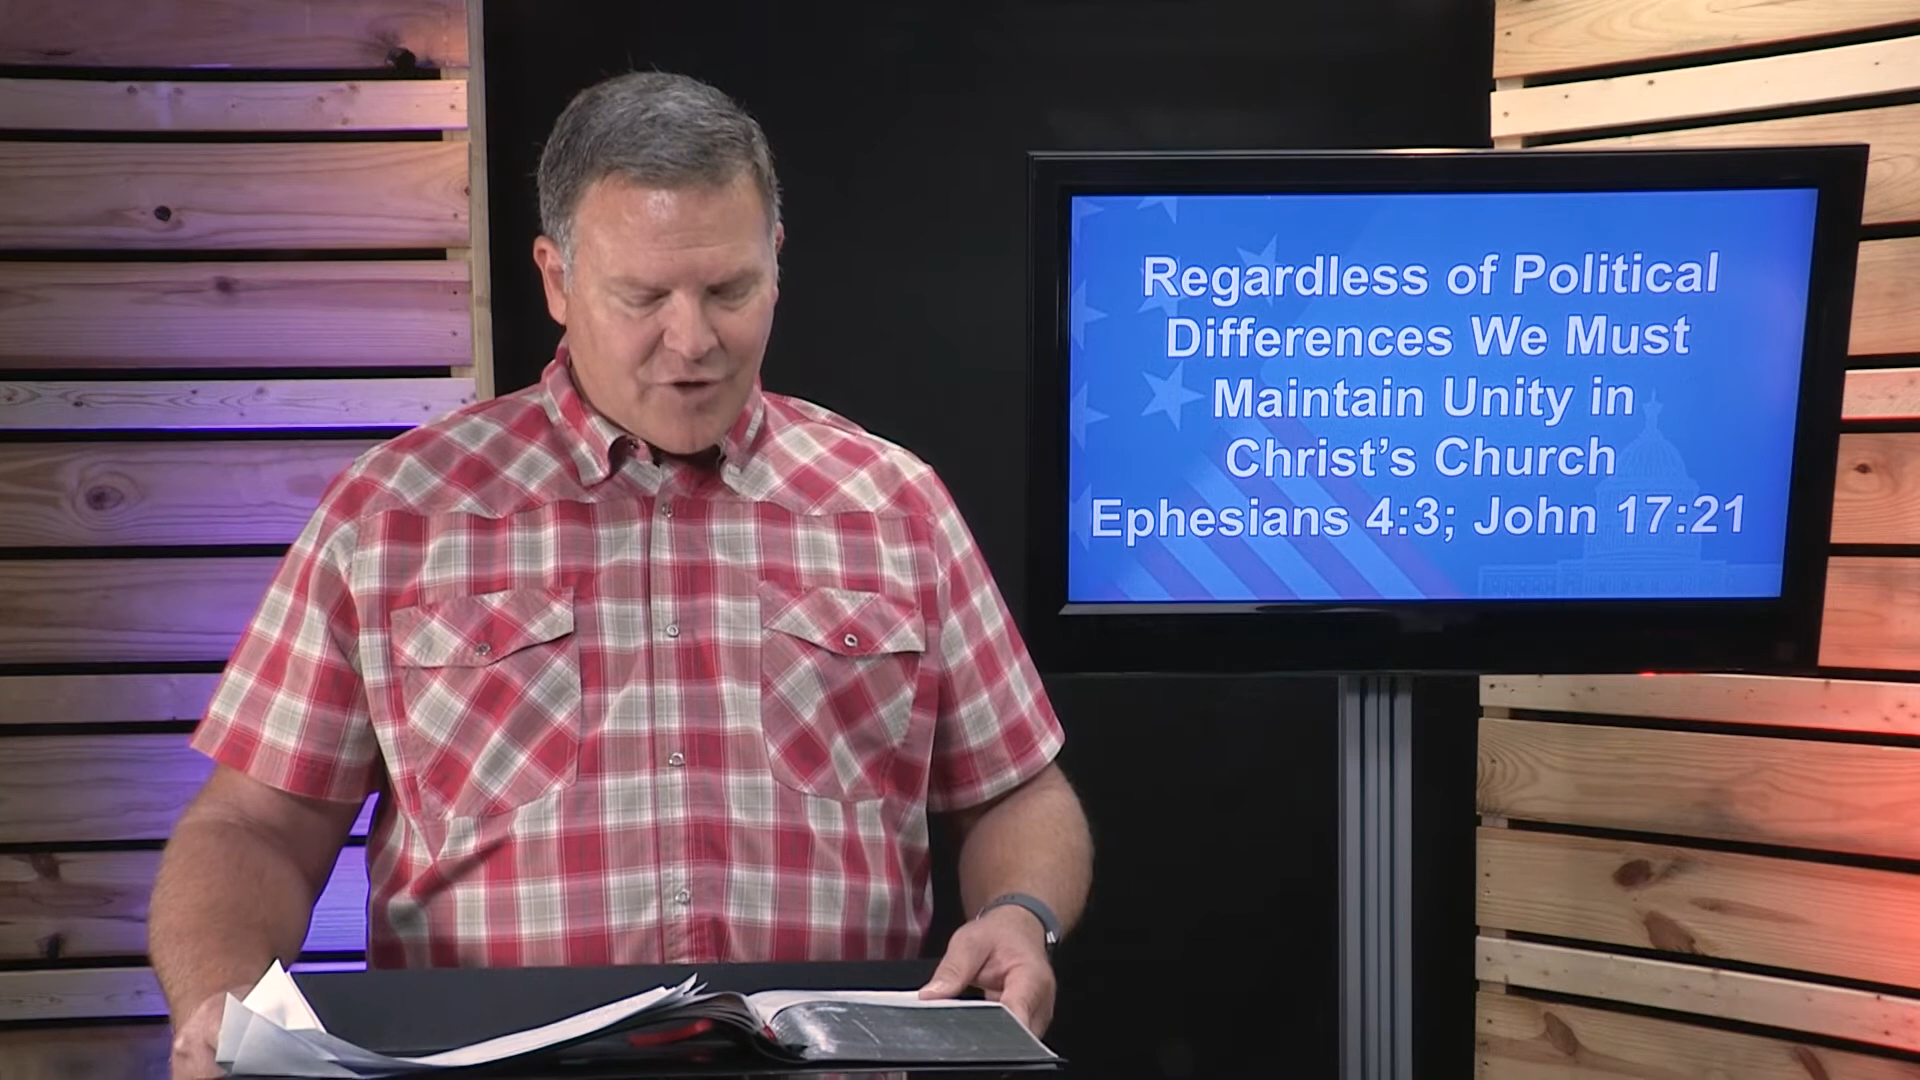 Regardless of Political
Differences We Must
Maintain Unity in
Christ’s Church
Ephesians 4:3; John 17:21